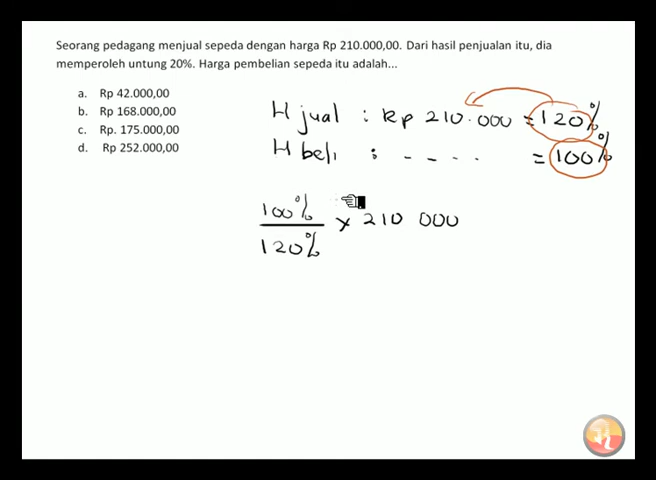 Seorang pedagang menjual sepeda dengan harga Rp 210.000,00. Dari hasil penjualan itu, dia
memperoleh untung 20%. Harga pembelian sepeda itu adalah...
a. Rp 42.000,00
b. Rp 168.000,00
c. Rp. 175.000,00
d. Rp 252.000,00
H jual : Rp 210.000 = 120%
H beli : - - - . = 100%
100%
120%
x 210 000